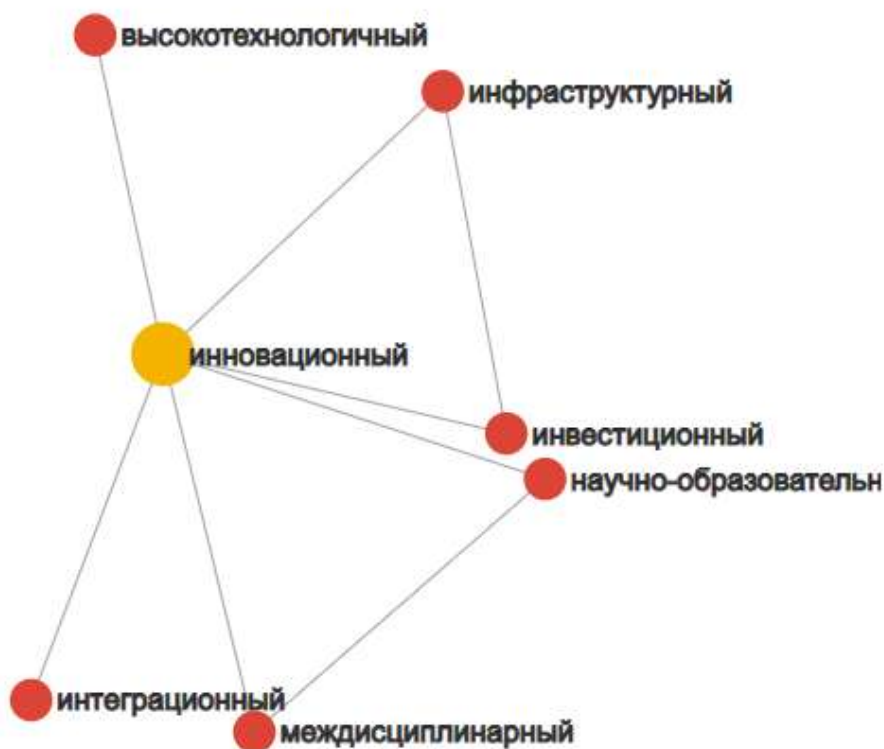 высокотехнологичный
инфраструктурный
инновационный
инвестиционный
научно-образовательн
интеграционный
междисциплинарный